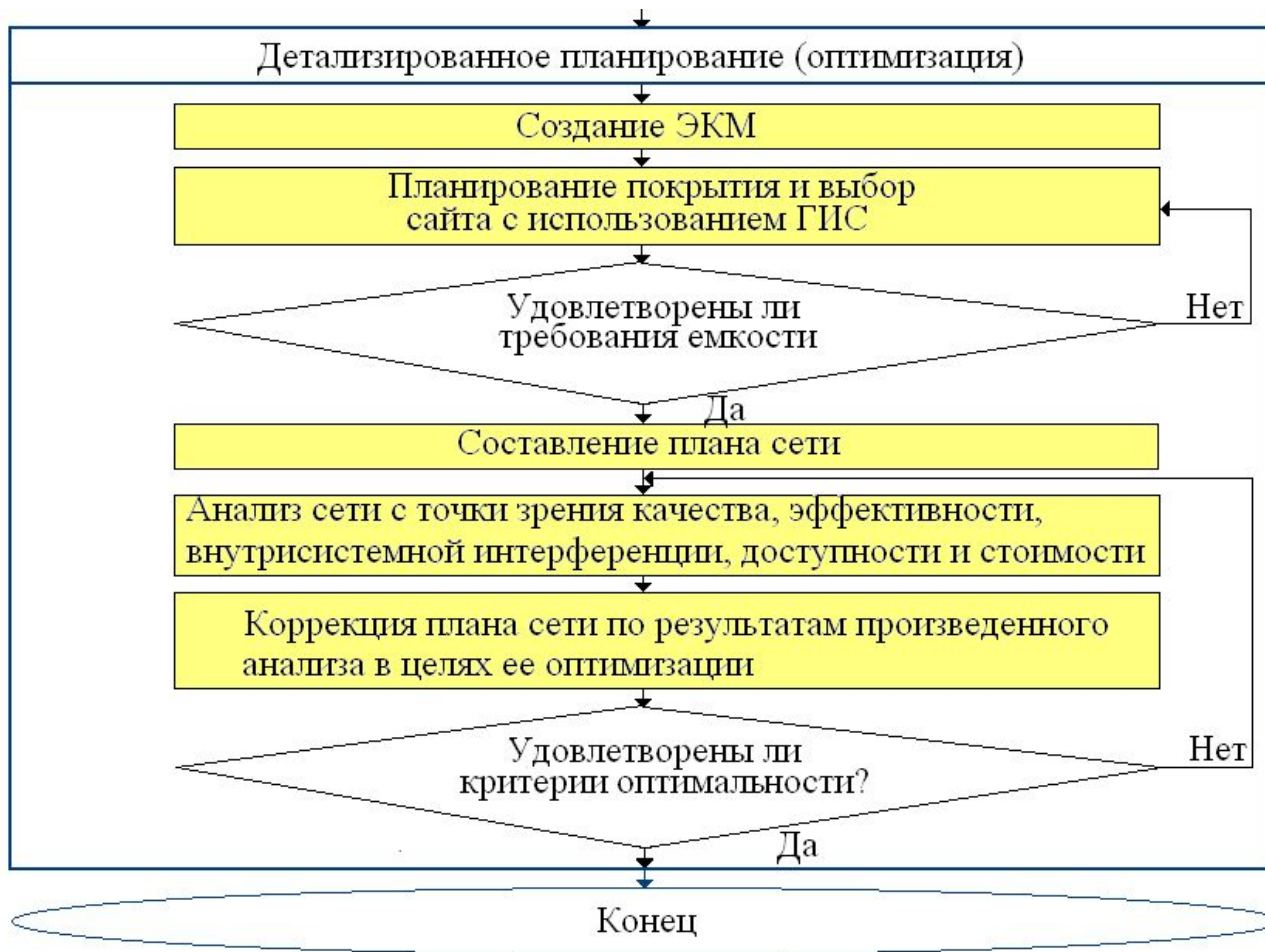 Детализированное планирование (оптимизация)
Создание ЭКМ
Планирование покрытия и выбор
сайта с использованием ГИС
Удовлетворены ли
требования емкости
Нет
Да
Составление плана сети
Анализ сети с точки зрения качества, эффективности,
внутрисистемной интерференции, доступности и стоимости
Коррекция плана сети по результатам произведенного
анализа в целях ее оптимизации
Удовлетворены ли
критерии оптимальности?
Нет
Да
Конец